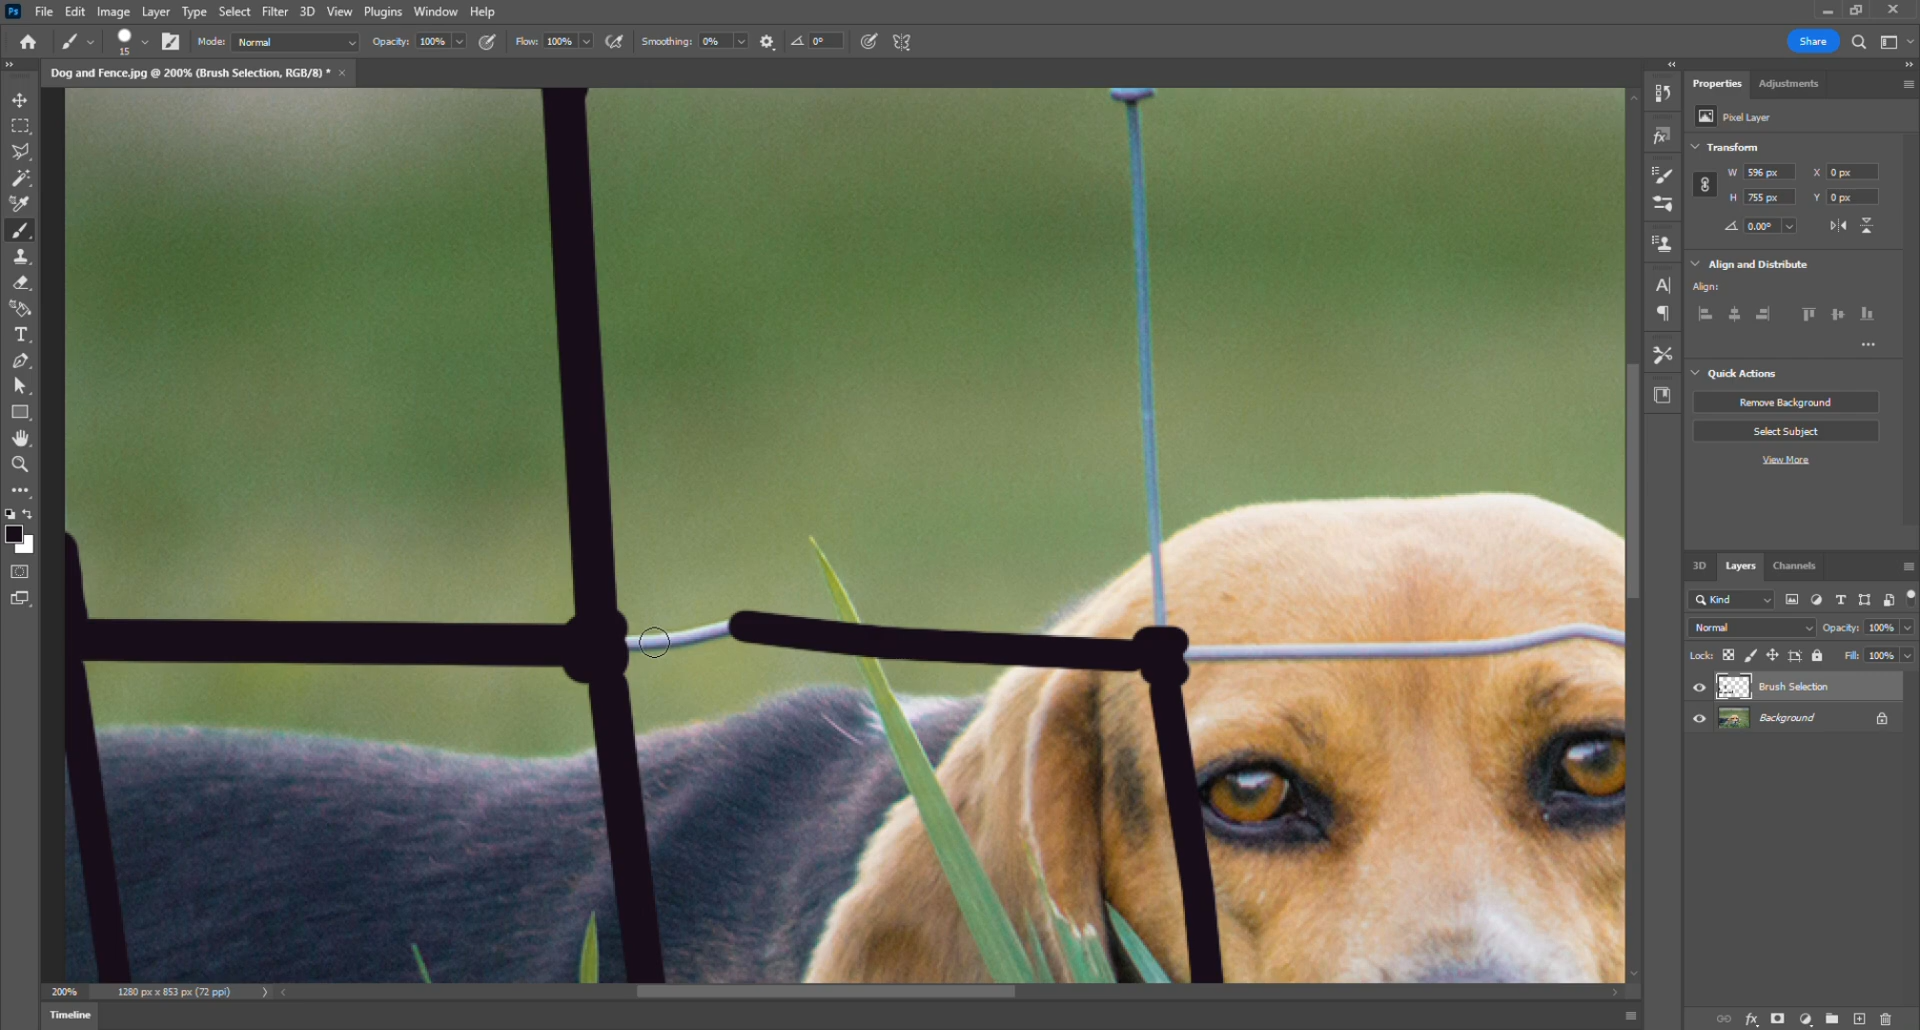 Ps File Edit Image Layer Type Select Filter 3D View Plugins Window Help
15 Mode: Normal Opacity: 100% Flow: 100% Smoothing: 0% 0° Share
Dog and Fence.jpg @ 200% (Brush Selection, RGB/8) *
Properties Adjustments
Pixel Layer
Transform
W 596 px X 0 px
H 755 px Y 0 px
0.00°
Align and Distribute
Align:
Quick Actions
Remove Background
Select Subject
View More
3D Layers Channels
Kind
Normal Opacity: 100%
Lock: Fill: 100%
Brush Selection
Background
200% 1280 px x 853 px (72 ppi)
Timeline